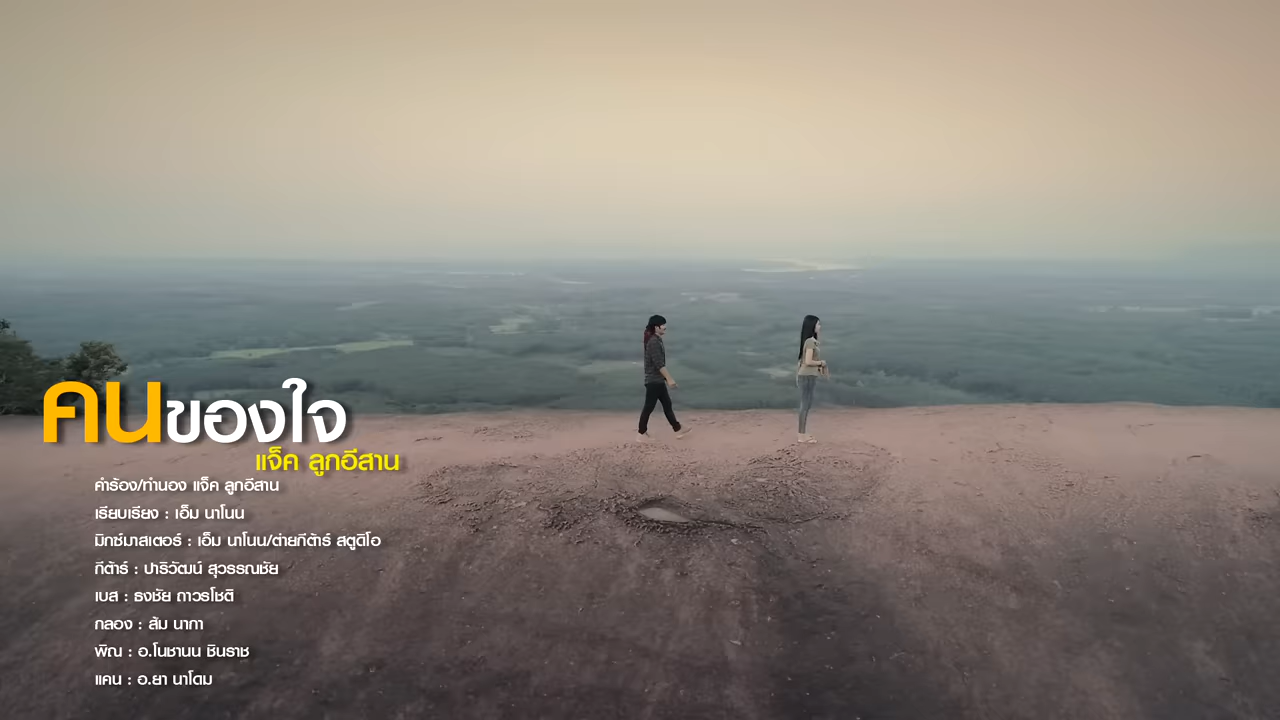 คนของใจ
แจ็ค ลูกอีสาน
คำร้อง/ทำนอง แจ็ค ลูกอีสาน
เรียบเรียง : เอ็ม นาโนน
มิกซ์มาสเตอร์ : เอ็ม นาโนน/ต่ายกีต้าร์ สตูดิโอ
กีต้าร์ : ปาริวัฒน์ สุวรรณชัย
เบส : ธงชัย ถาวรโชติ
กลอง : ส้ม นากา
พิณ : อ.โนชานน ชินราช
แคน : อ.ยา นาโดม